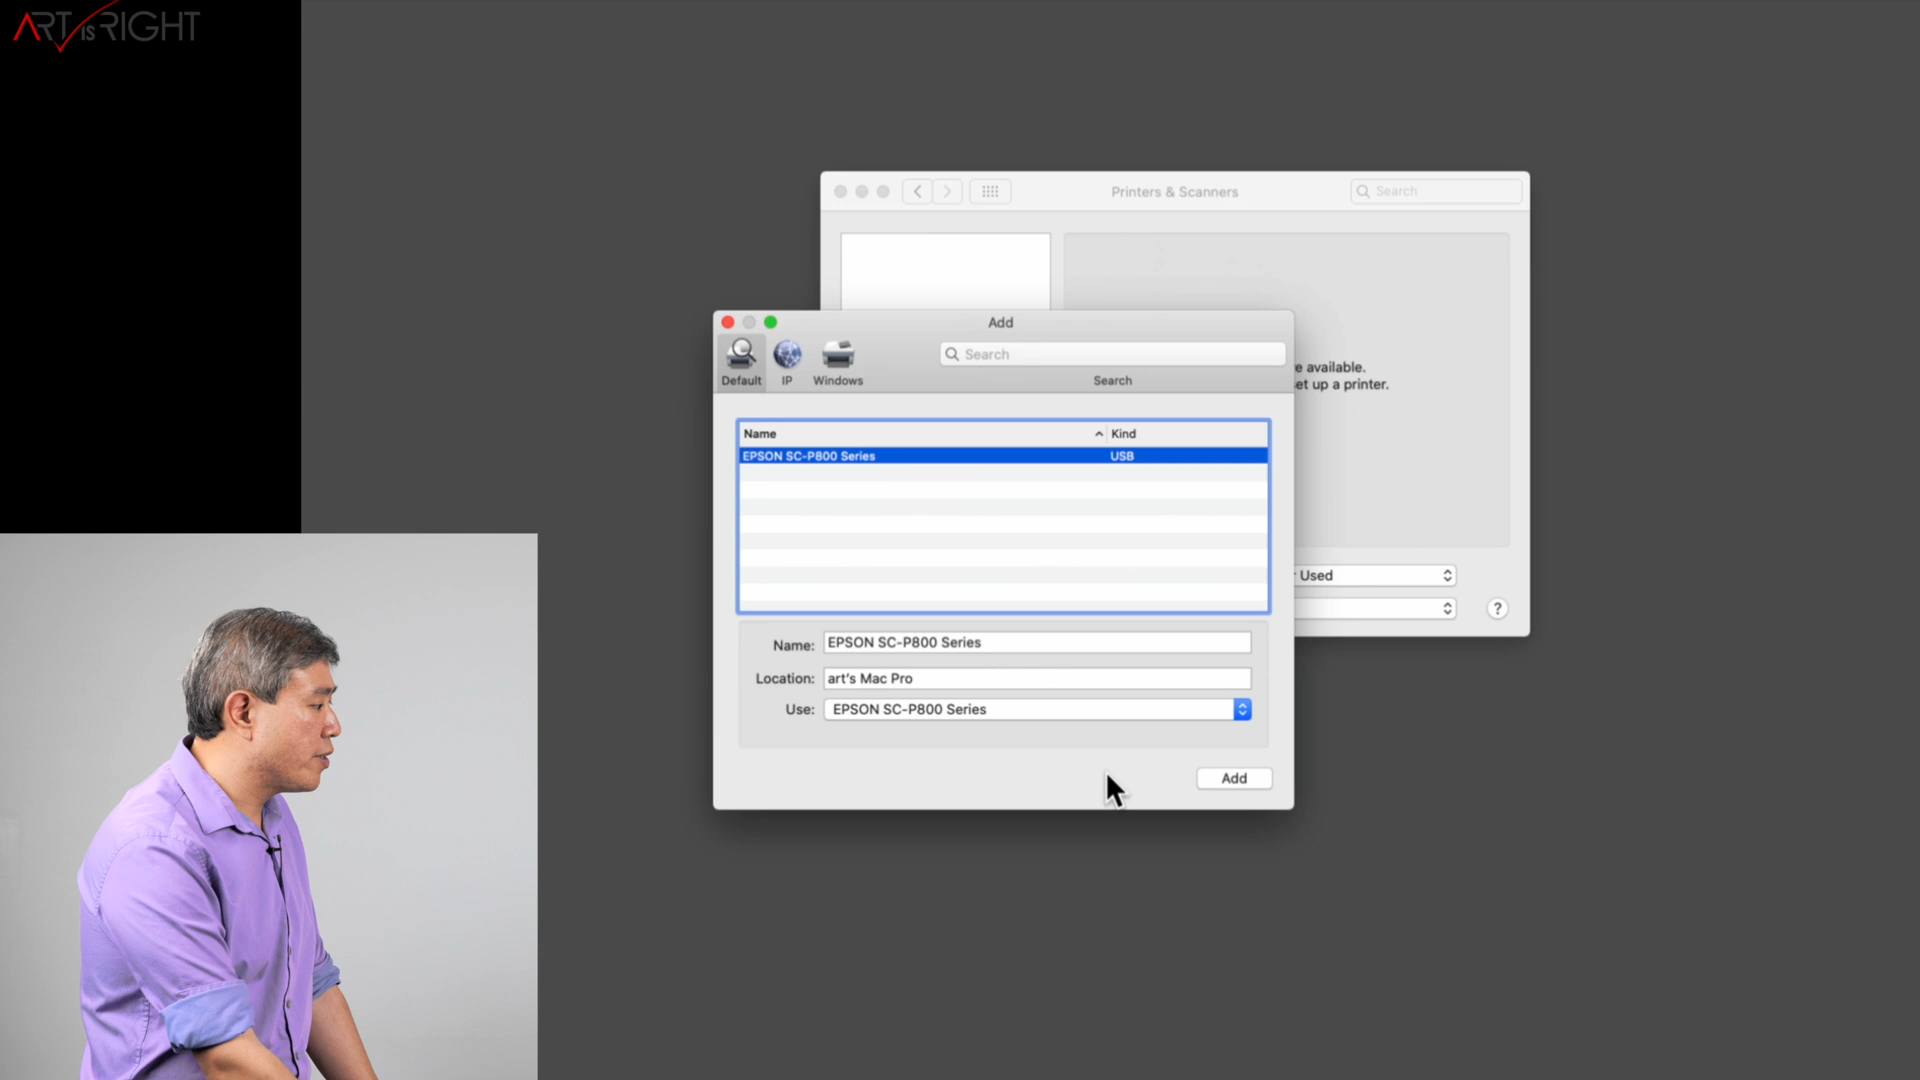 ART IS RIGHT
Printers & Scanners
Search
Add
Search
Default
IP
Windows
Search
e available.
et up a printer.
Name
Kind
EPSON SC-P800 Series
USB
Used
?
Name: EPSON SC-P800 Series
Location: art's Mac Pro
Use: EPSON SC-P800 Series
Add